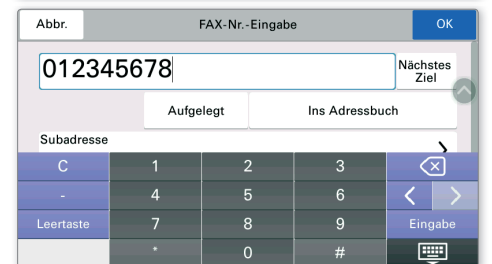 Abbr. FAX-Nr.-Eingabe OK
012345678 Nächstes Ziel
Aufgelegt Ins Adressbuch
Subadresse
C 1 2 3
- 4 5 6
Leertaste 7 8 9 Eingabe
* 0 #